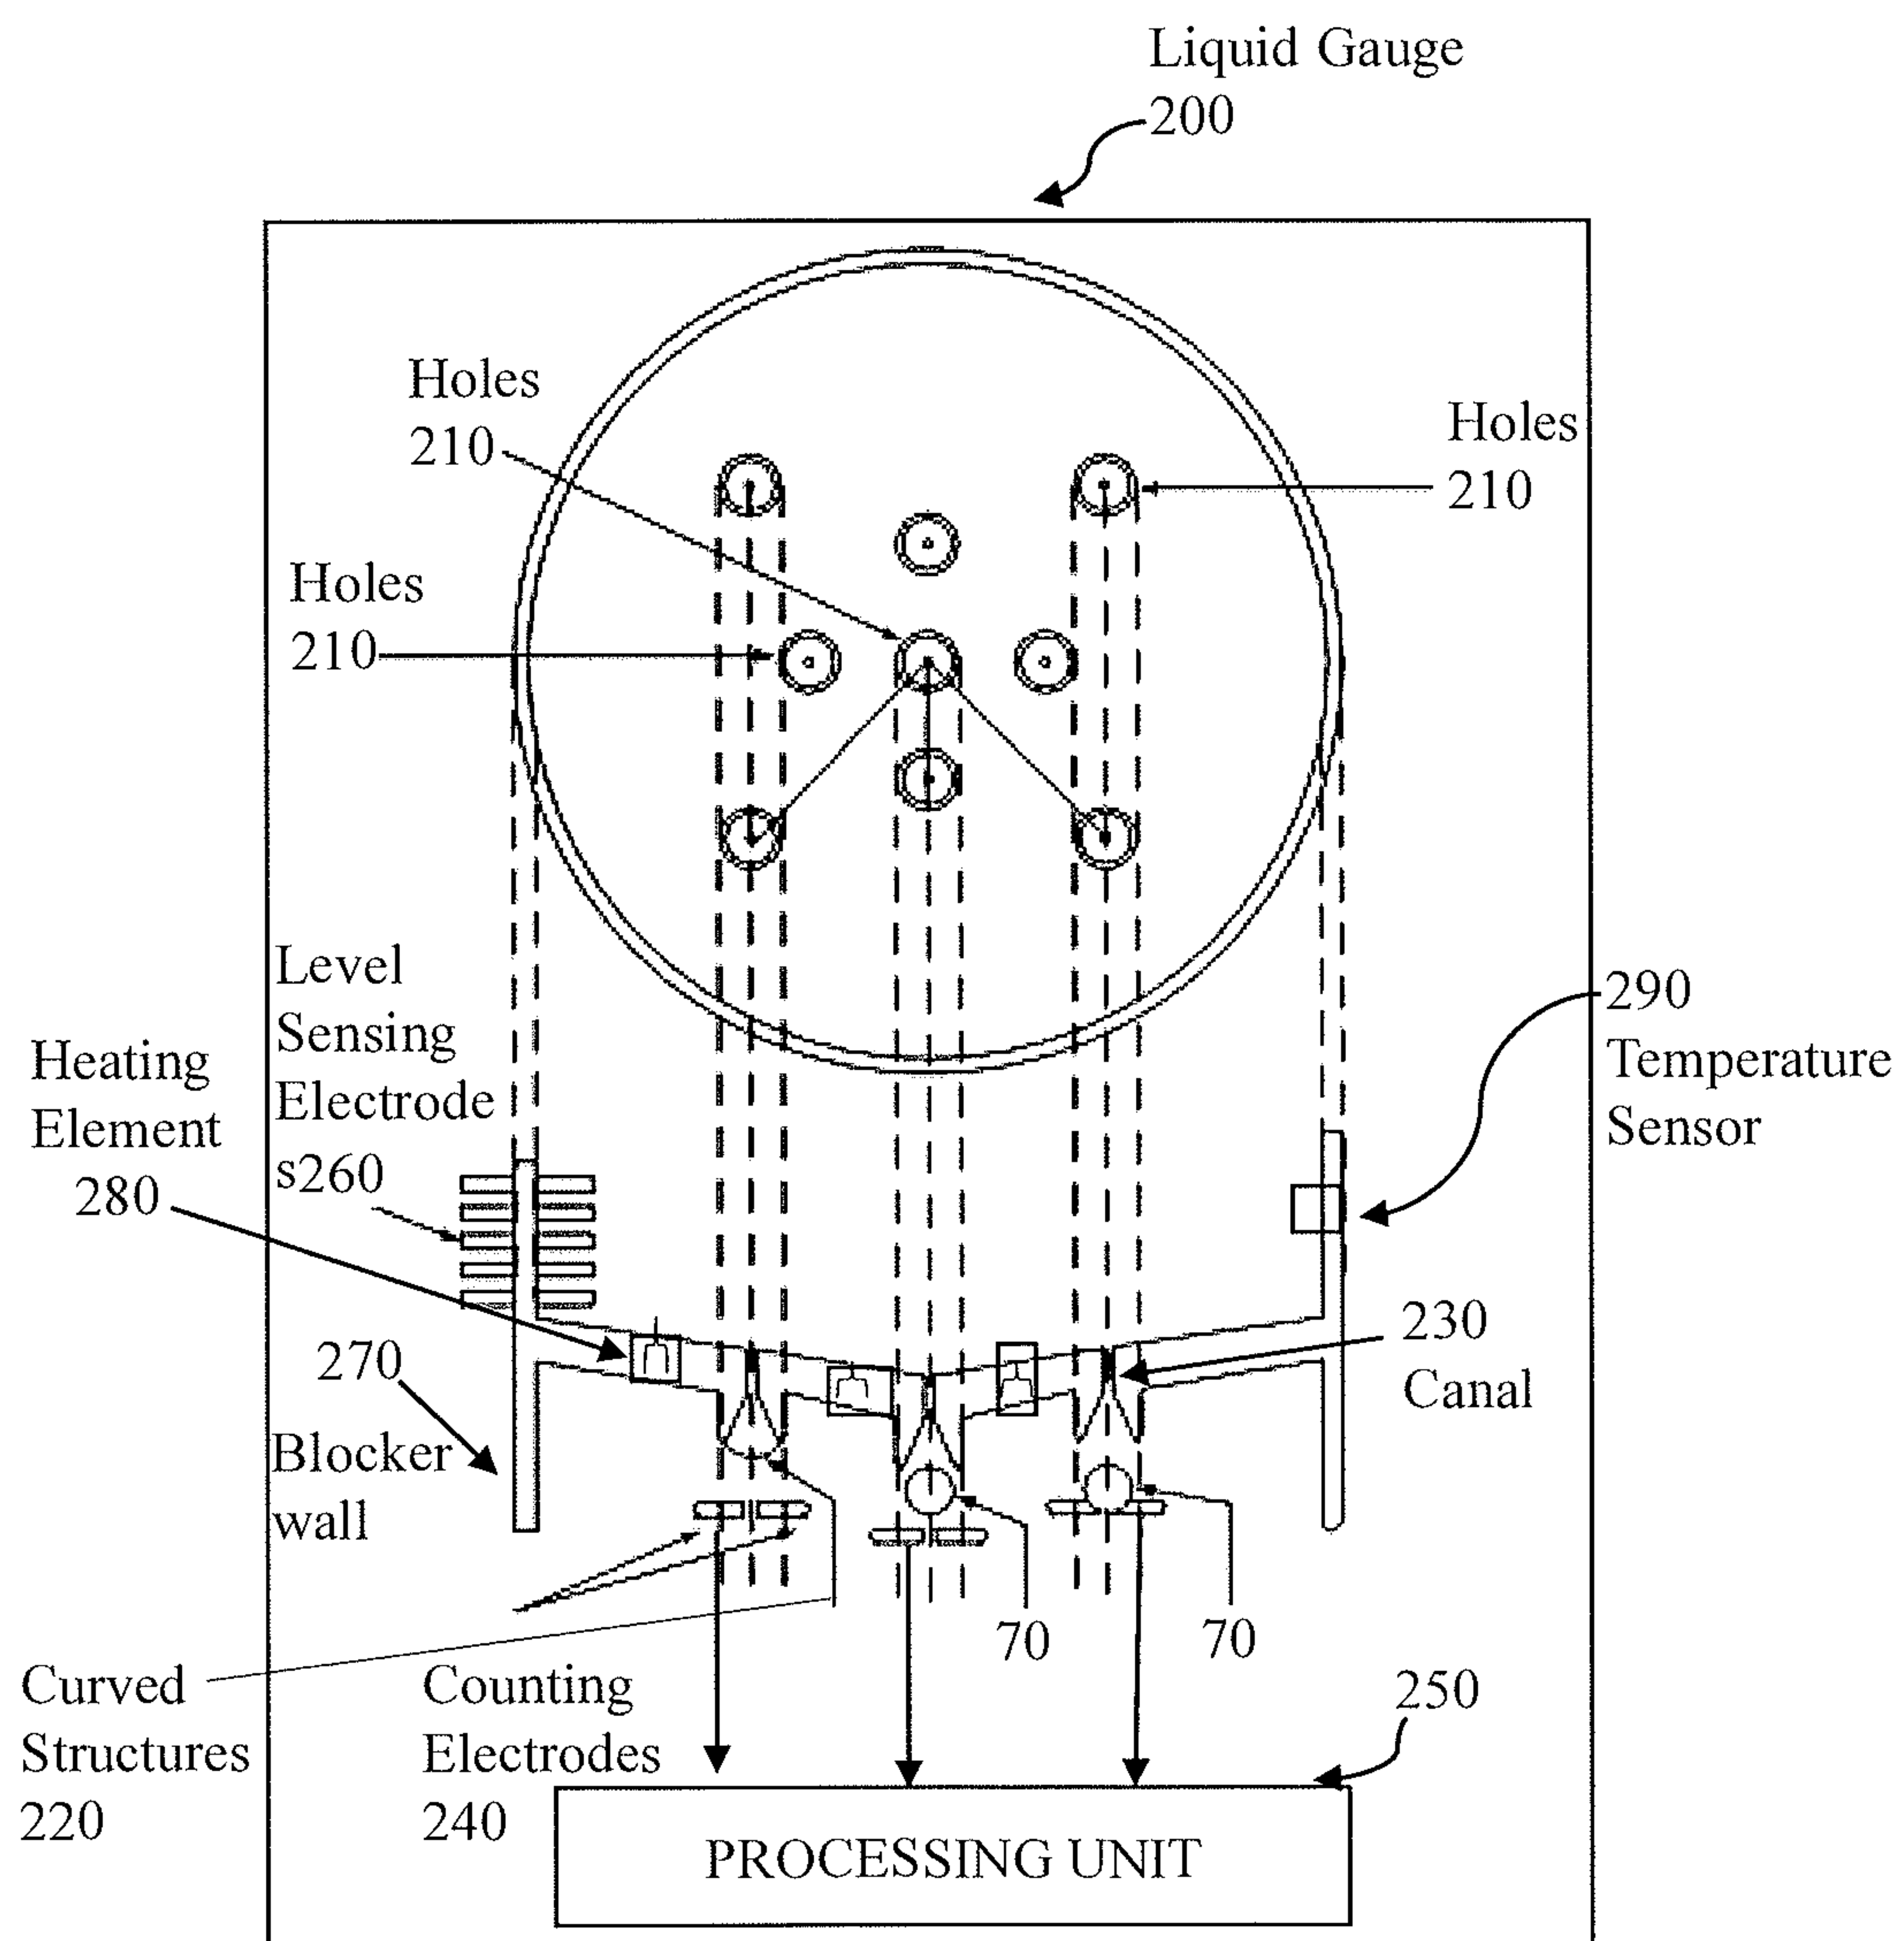 Liquid Gauge
200
Holes
210
Holes
210
Holes
210
Level
Sensing
Electrode
s260
Heating
Element
280
290
Temperature
Sensor
270
Blocker
wall
230
Canal
70
70
Curved
Structures
220
Counting
Electrodes
240
250
PROCESSING UNIT